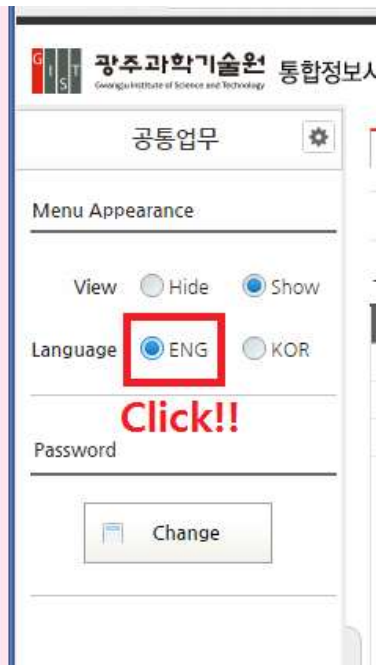 GIST 광주과학기술원 통합정보시
Gwangju Institute of Science and Technology
공통업무
Menu Appearance
View Hide Show
Language ENG KOR
Click!!
Password
Change